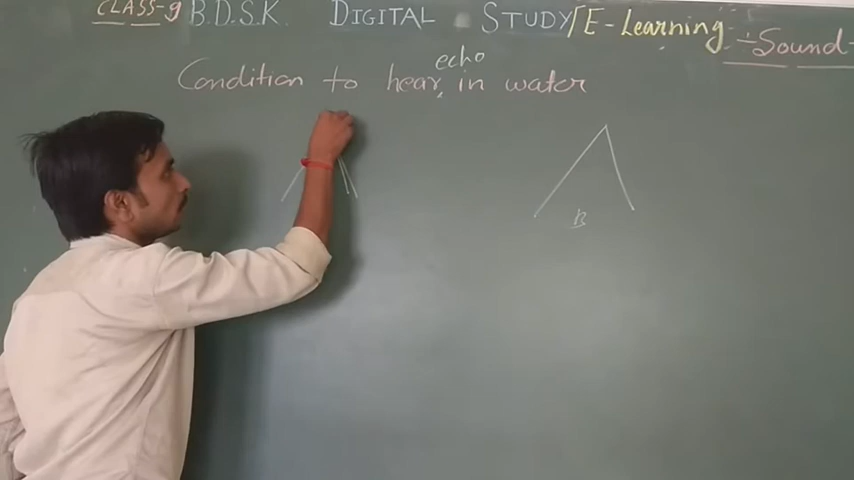 CLASS-9 B.D.S.K. DIGITAL STUDY/E-Learning
÷Sound-
echo
Condition to hear, in water
B